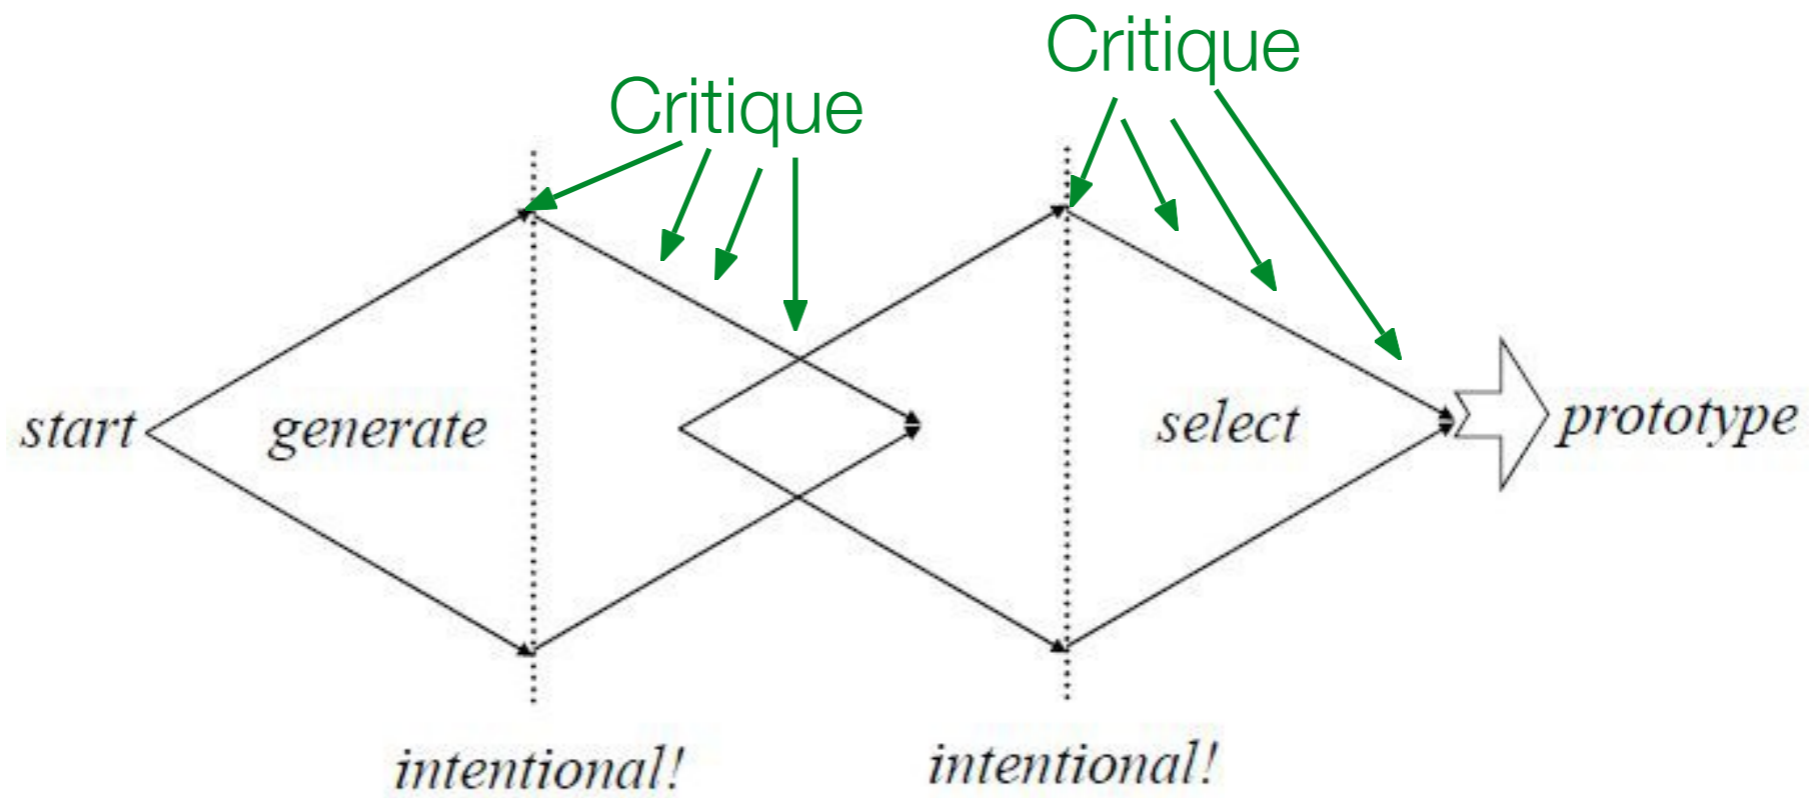 Critique
Critique
start
generate
select
prototype
intentional!
intentional!